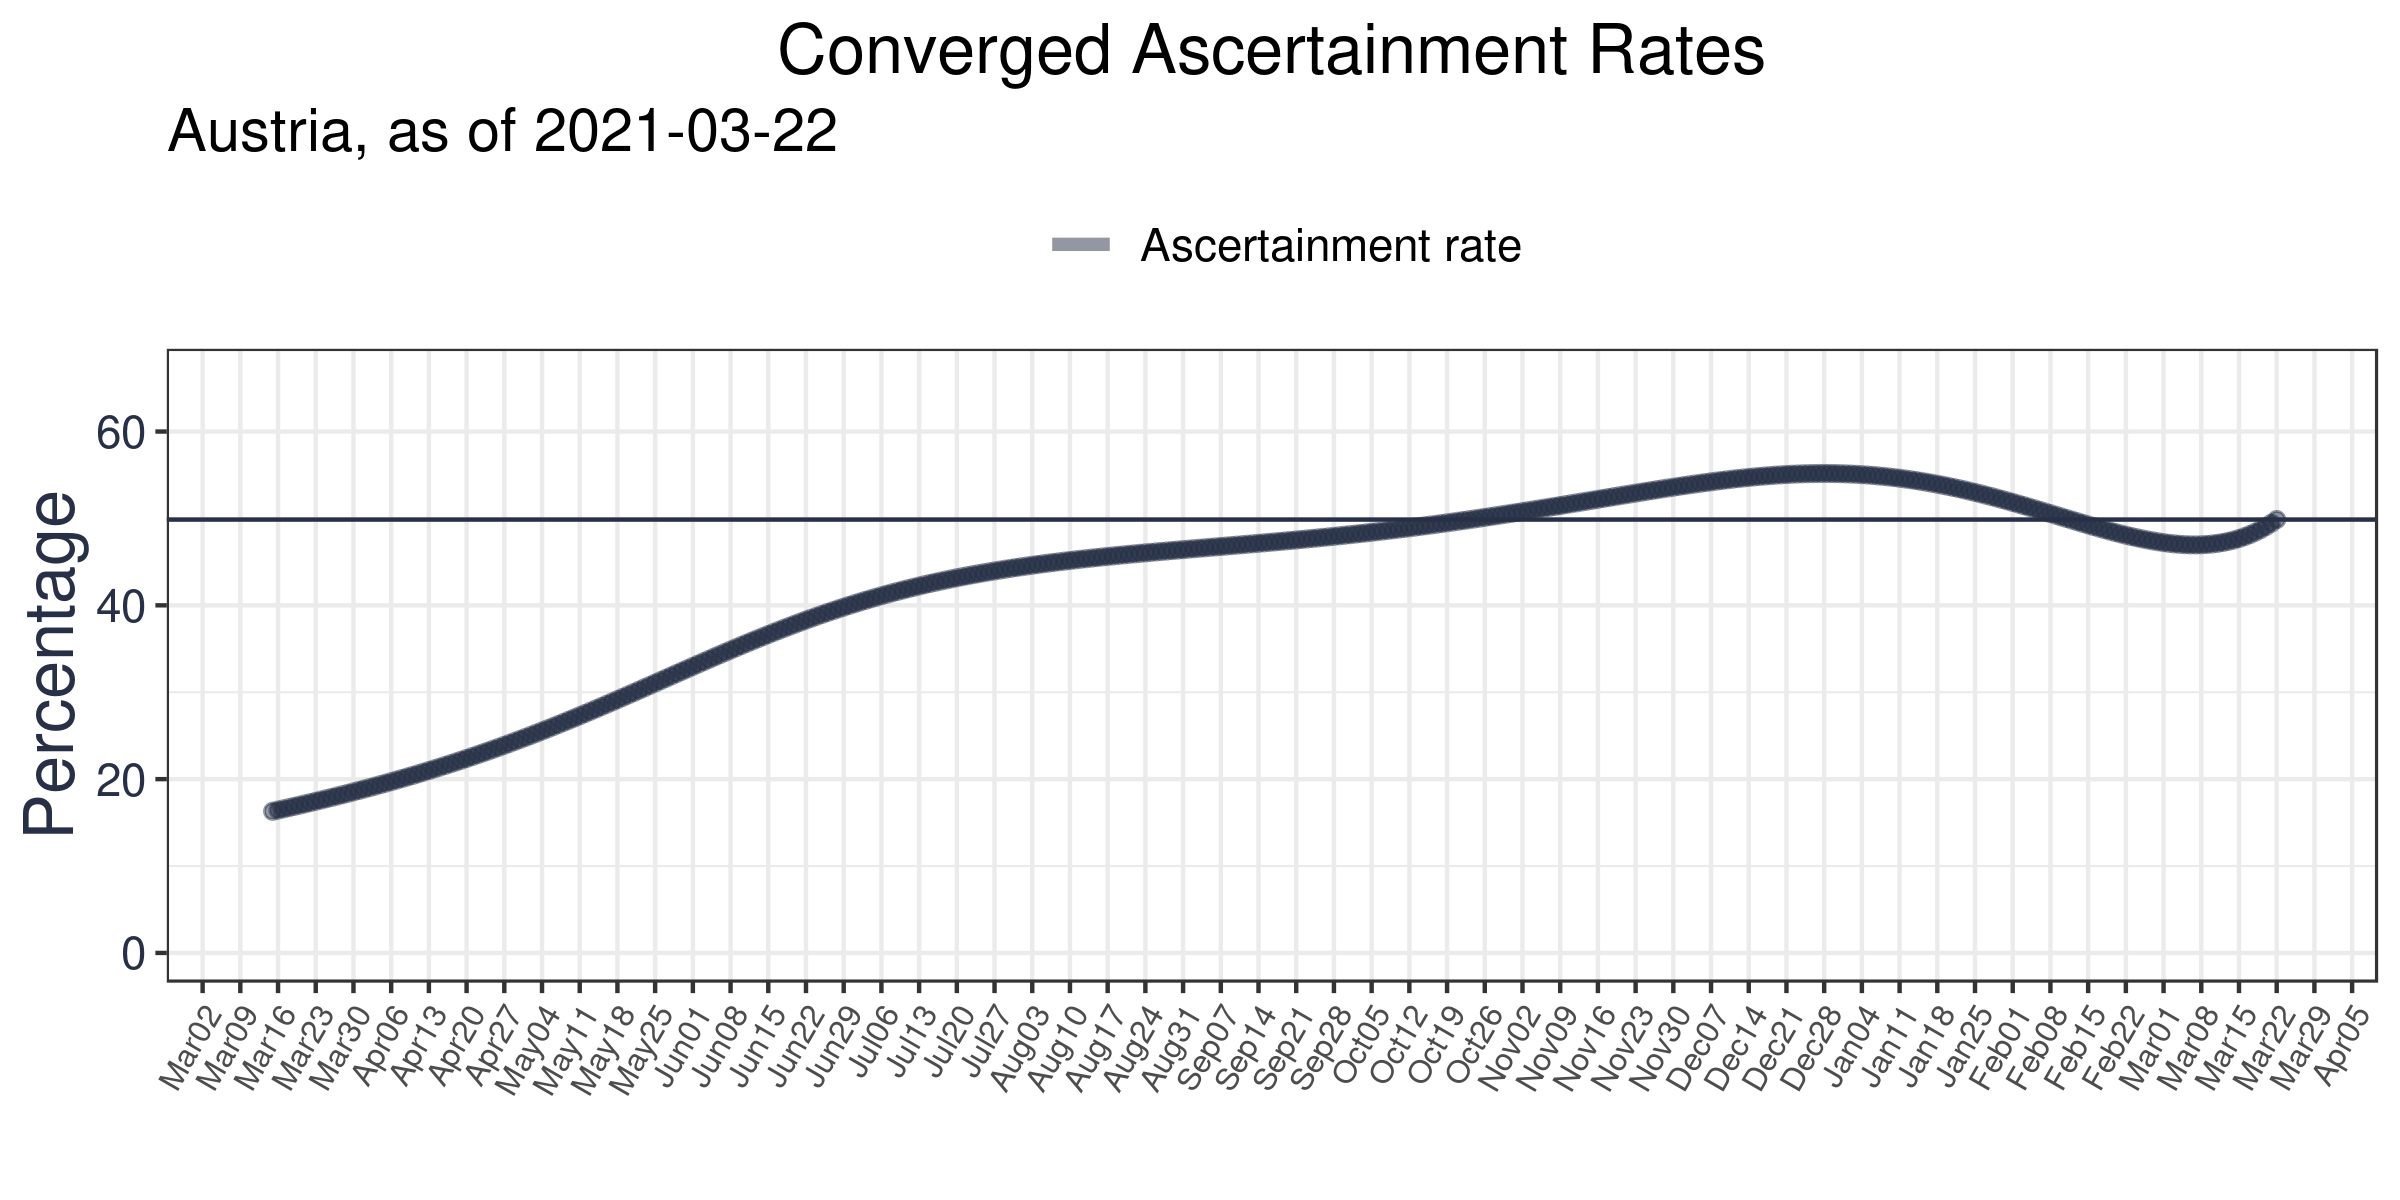 Converged Ascertainment Rates
Austria, as of 2021-03-22
Ascertainment rate
Percentage
60
40
20
0
Mar02 Mar09 Mar16 Mar23 Mar30 Apr06 Apr13 Apr20 Apr27 May04 May11 May18 May25 Jun01 Jun08 Jun15 Jun22 Jun29 Jul06 Jul13 Jul20 Jul27 Aug03 Aug10 Aug17 Aug24 Aug31 Sep07 Sep14 Sep21 Sep28 Oct05 Oct12 Oct19 Oct26 Nov02 Nov09 Nov16 Nov23 Nov30 Dec07 Dec14 Dec21 Dec28 Jan04 Jan11 Jan18 Jan25 Feb01 Feb08 Feb15 Feb22 Mar01 Mar08 Mar15 Mar22 Mar29 Apr05